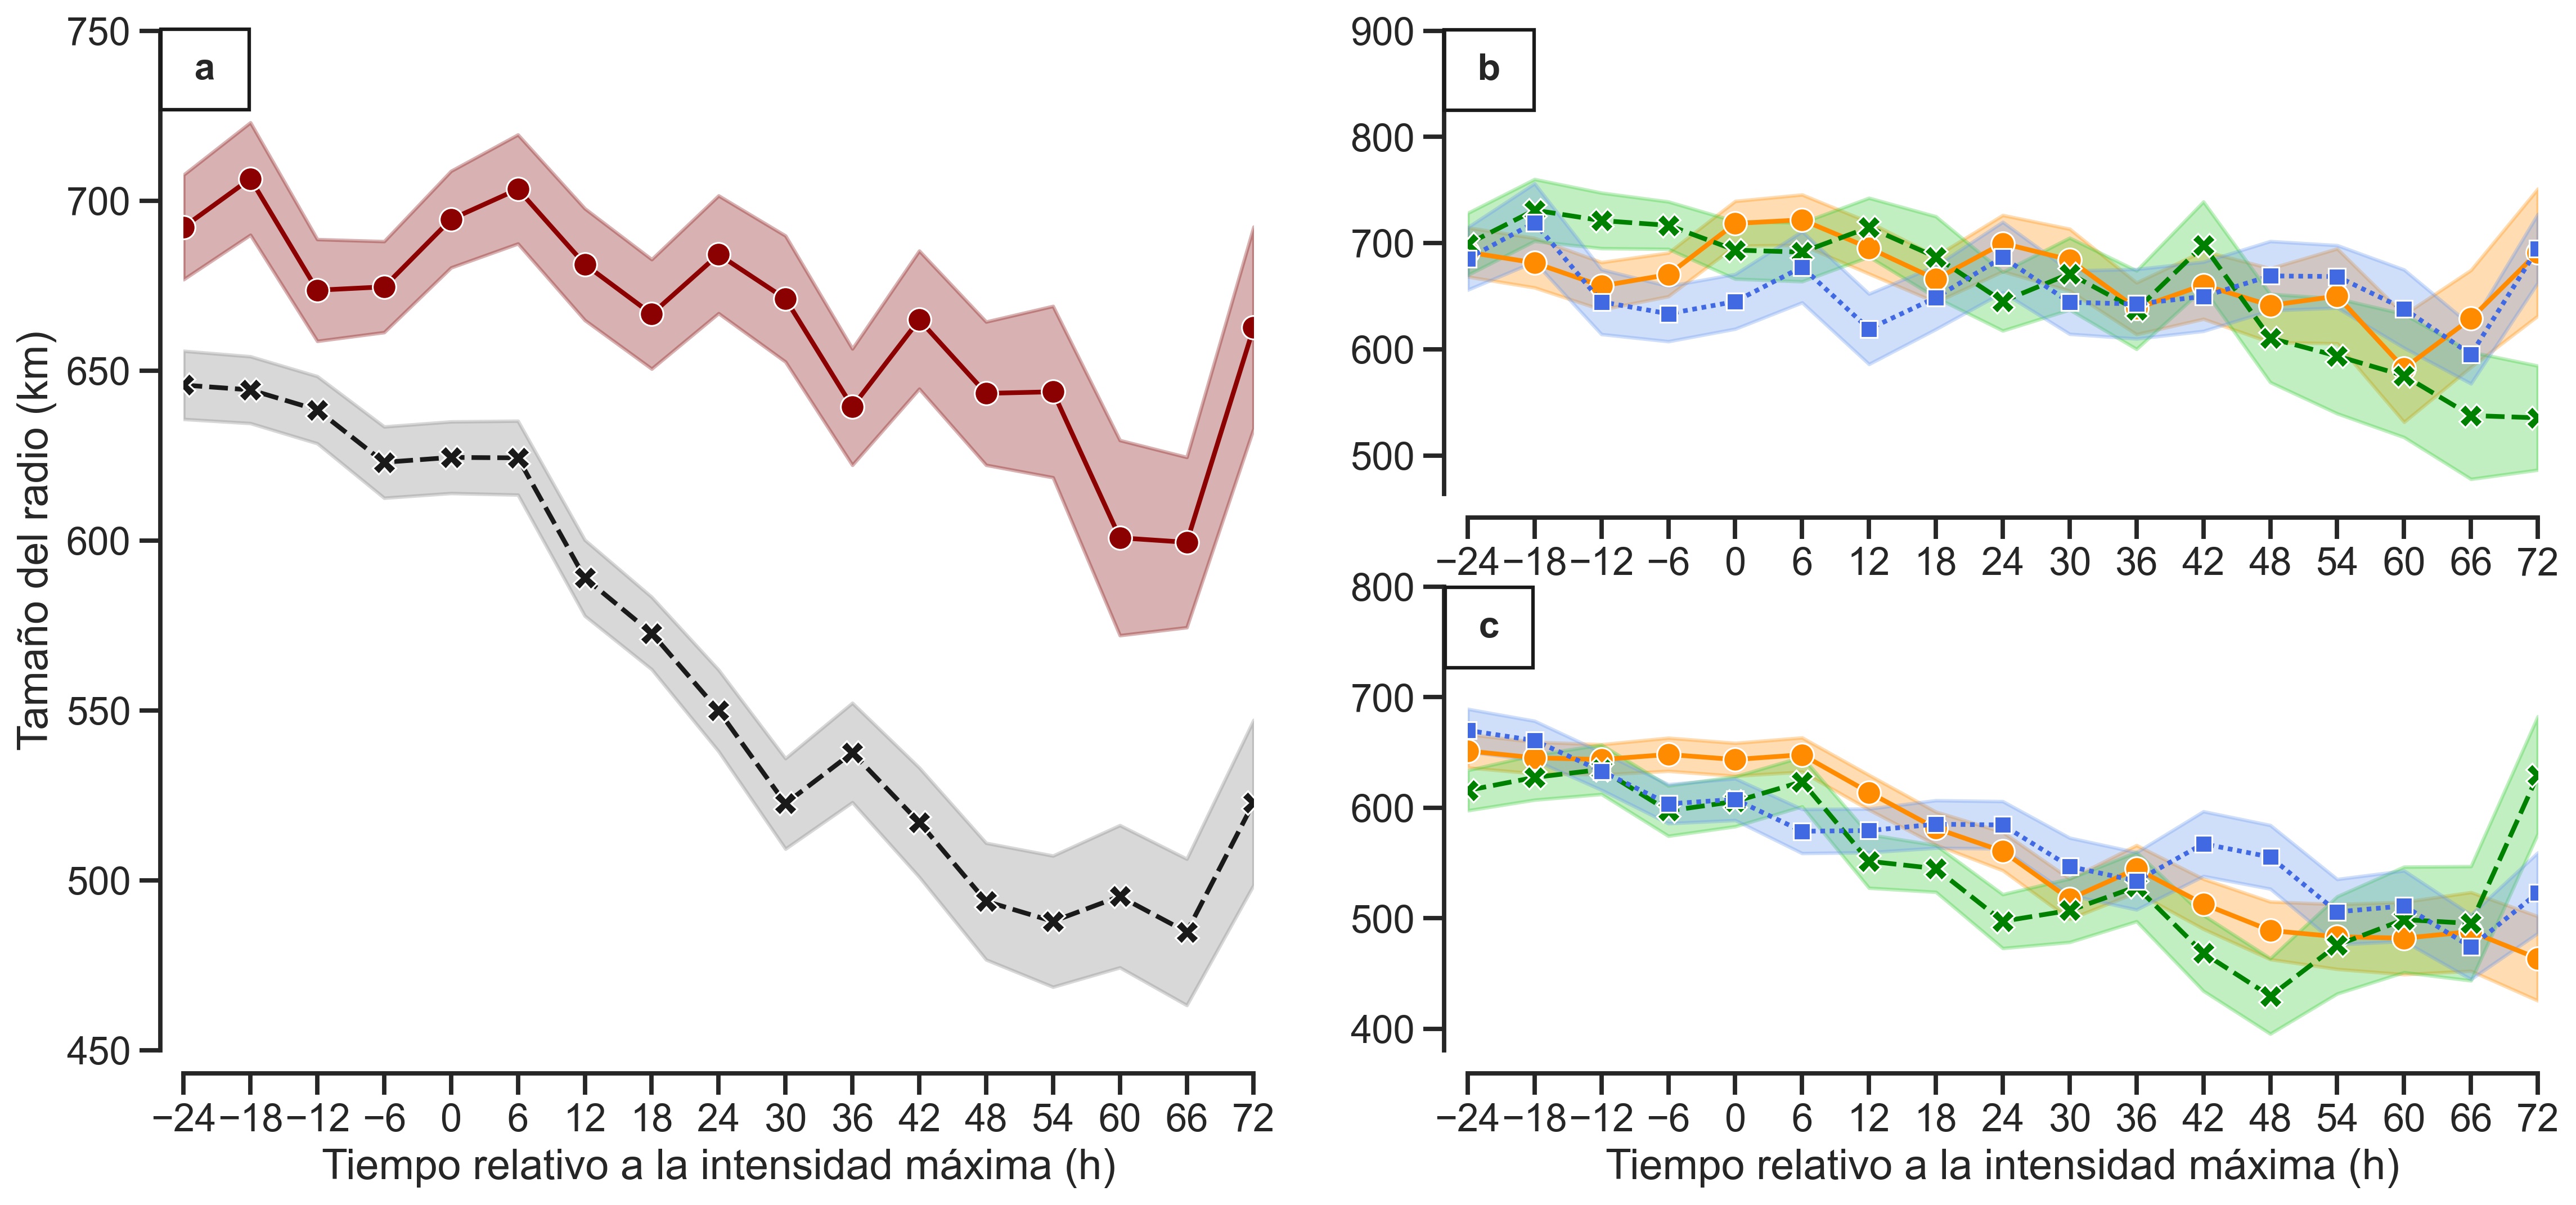 a
750
700
650
600
550
500
450
Tamaño del radio (km)
−24 −18 −12 −6 0 6 12 18 24 30 36 42 48 54 60 66 72
Tiempo relativo a la intensidad máxima (h)
b
900
800
700
600
500
−24 −18 −12 −6 0 6 12 18 24 30 36 42 48 54 60 66 72
c
800
700
600
500
400
−24 −18 −12 −6 0 6 12 18 24 30 36 42 48 54 60 66 72
Tiempo relativo a la intensidad máxima (h)